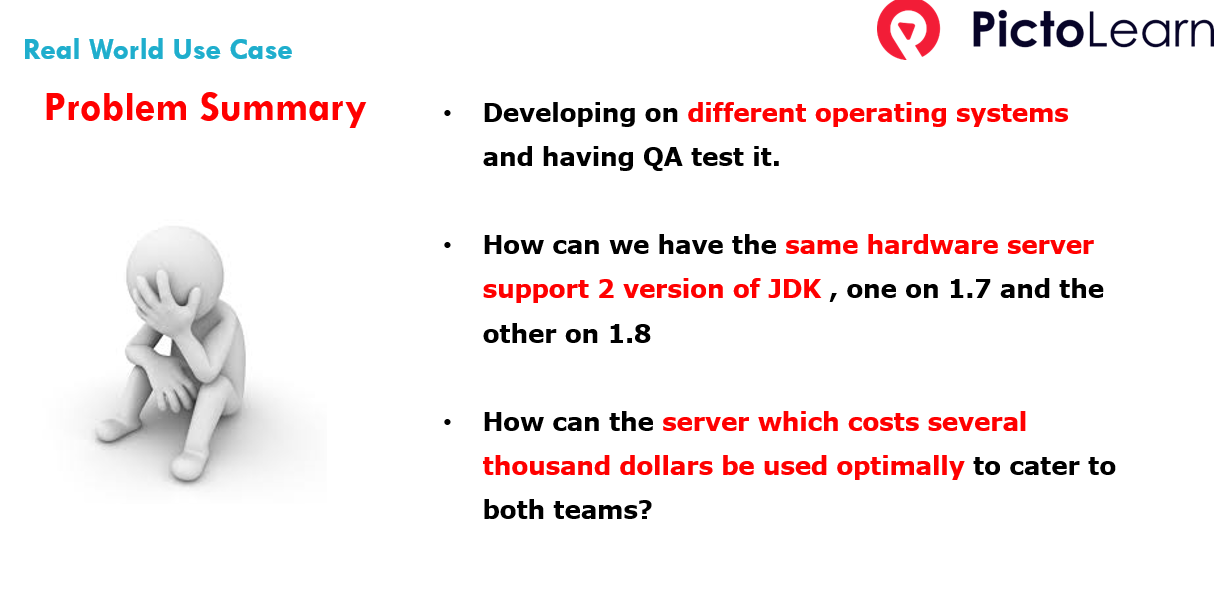 PictoLearn
Real World Use Case
Problem Summary
• Developing on different operating systems
and having QA test it.
• How can we have the same hardware server
support 2 version of JDK , one on 1.7 and the
other on 1.8
• How can the server which costs several
thousand dollars be used optimally to cater to
both teams?